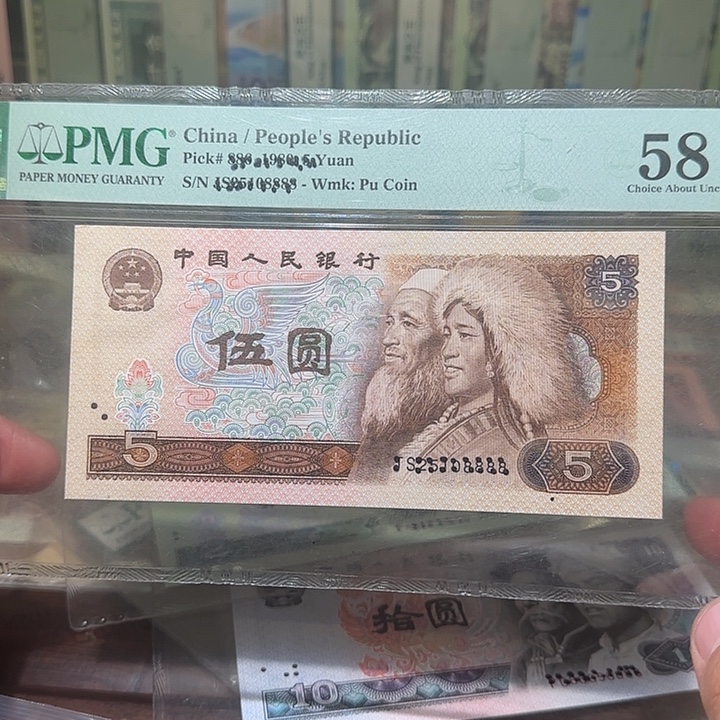 PMG
PAPER MONEY GUARANTY
China / People's Republic
Pick# Yuan
S/N - Wmk: Pu Coin
58
Choice About Unc
中国人民银行
5
伍圆
5
5
拾圆
10